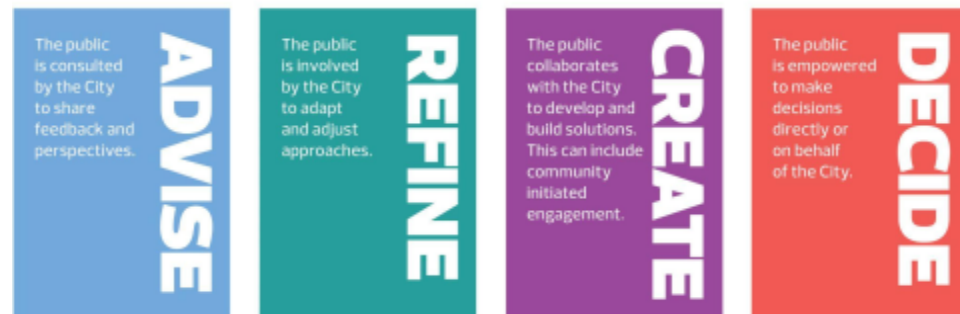 The public
is consulted
by the City
to share
feedback and
perspectives.
ADVISE
The public
is involved
by the City
to adapt
and adjust
approaches.
REFINE
The public
collaborates
with the City
to develop and
build solutions.
This can include
community
initiated
engagement.
CREATE
The public
is empowered
to make
decisions
directly or
on behalf
of the City.
DECIDE